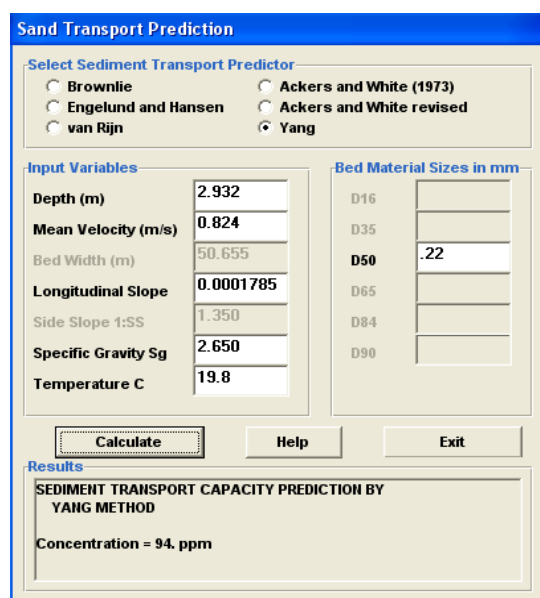 Sand Transport Prediction
Select Sediment Transport Predictor
Brownlie Ackers and White (1973)
Engelund and Hansen Ackers and White revised
van Rijn Yang
Input Variables Bed Material Sizes in mm
Depth (m) 2.932 D16
Mean Velocity (m/s) 0.824 D35
Bed Width (m) 50.655 D50 .22
Longitudinal Slope 0.0001785 D65
Side Slope 1:SS 1.350 D84
Specific Gravity Sg 2.650 D90
Temperature C 19.8
Calculate Help Exit
Results
SEDIMENT TRANSPORT CAPACITY PREDICTION BY
YANG METHOD
Concentration = 94. ppm